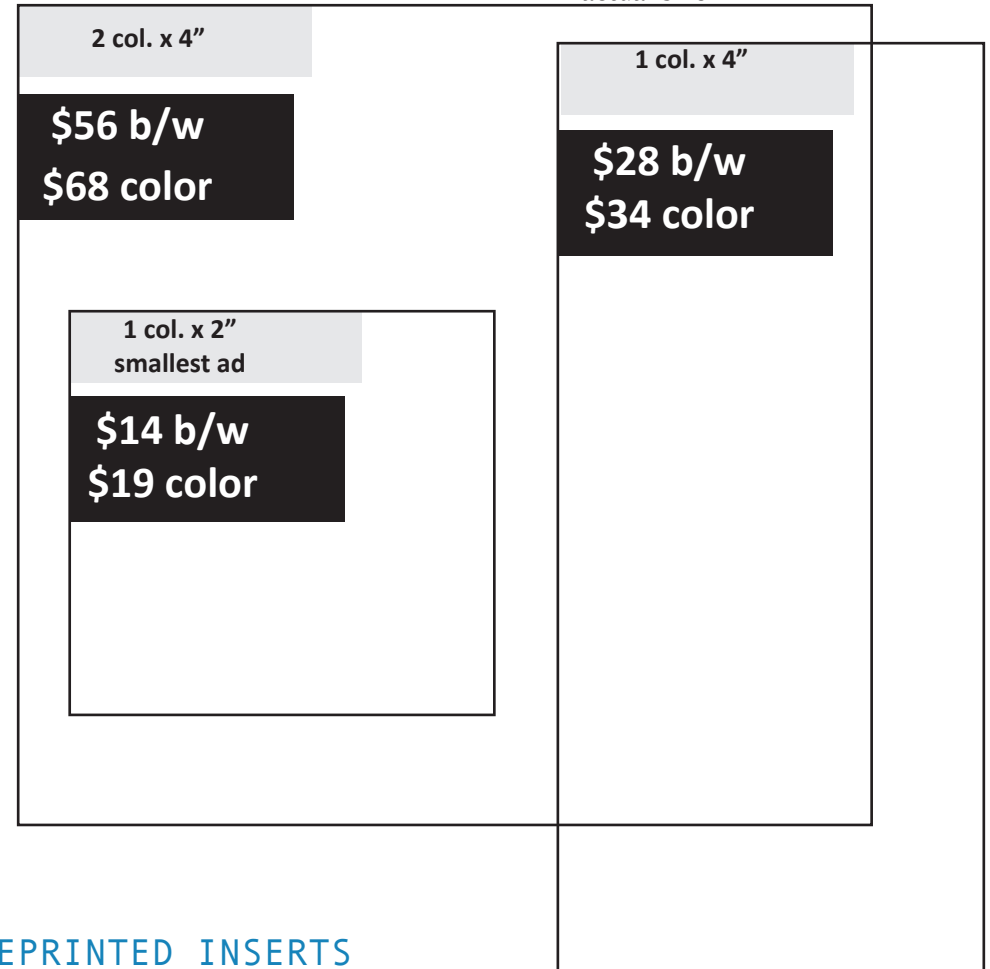 2 col. x 4”
$56 b/w
$68 color
1 col. x 4”
$28 b/w
$34 color
1 col. x 2”
smallest ad
$14 b/w
$19 color
EPRINTED INSERTS